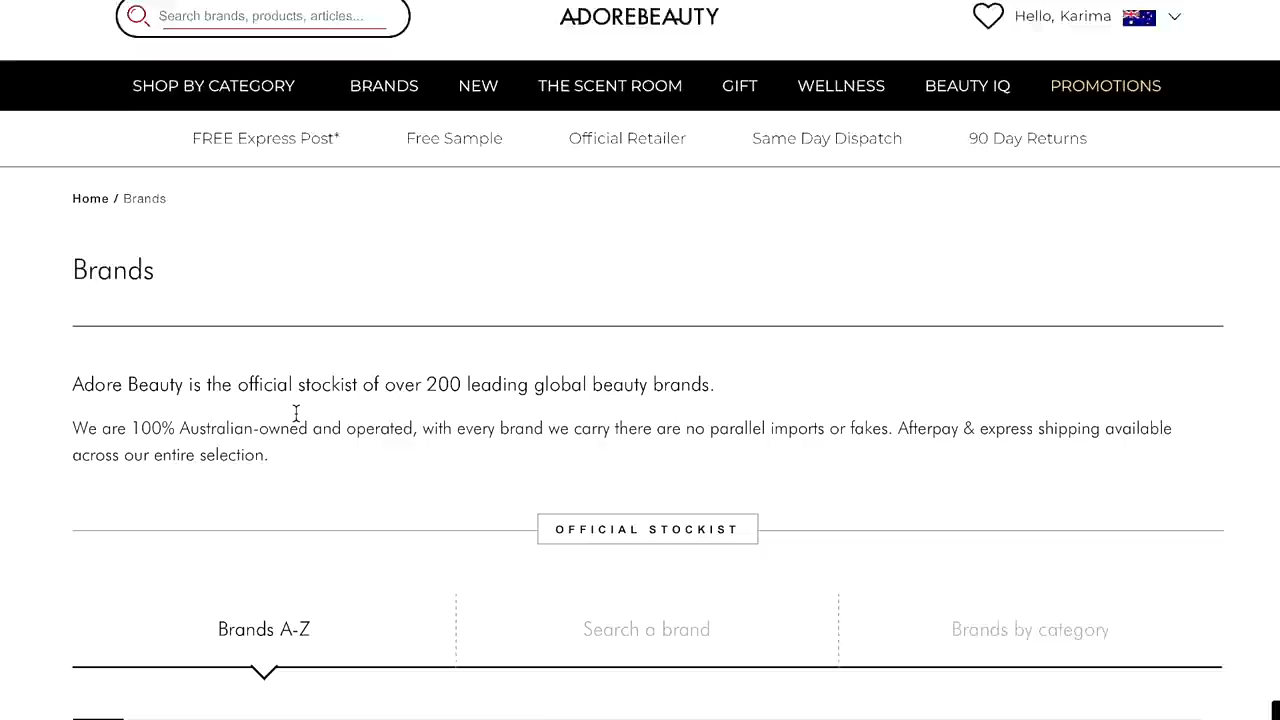 Search brands, products, articles...
ADOREBEAUTY
Hello, Karima
SHOP BY CATEGORY
BRANDS
NEW
THE SCENT ROOM
GIFT
WELLNESS
BEAUTY IQ
PROMOTIONS
FREE Express Post*
Free Sample
Official Retailer
Same Day Dispatch
90 Day Returns
Home / Brands
Brands
Adore Beauty is the official stockist of over 200 leading global beauty brands.
We are 100% Australian-owned and operated, with every brand we carry there are no parallel imports or fakes. Afterpay & express shipping available
across our entire selection.
OFFICIAL STOCKIST
Brands A-Z
Search a brand
Brands by category